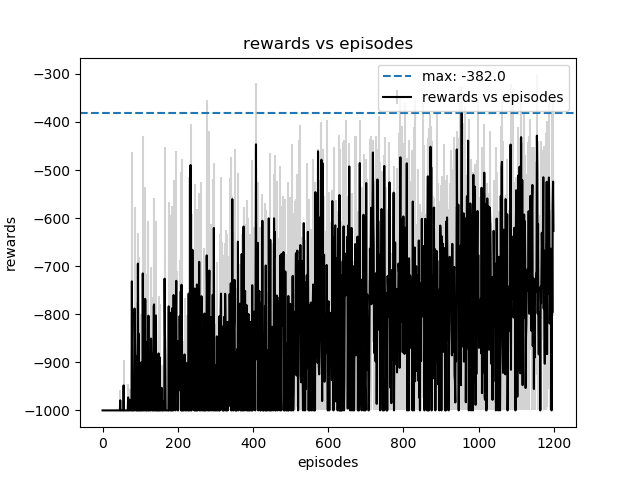 rewards vs episodes
max: -382.0
rewards vs episodes
−300
−400
−500
−600
−700
−800
−900
−1000
rewards
0 200 400 600 800 1000 1200
episodes